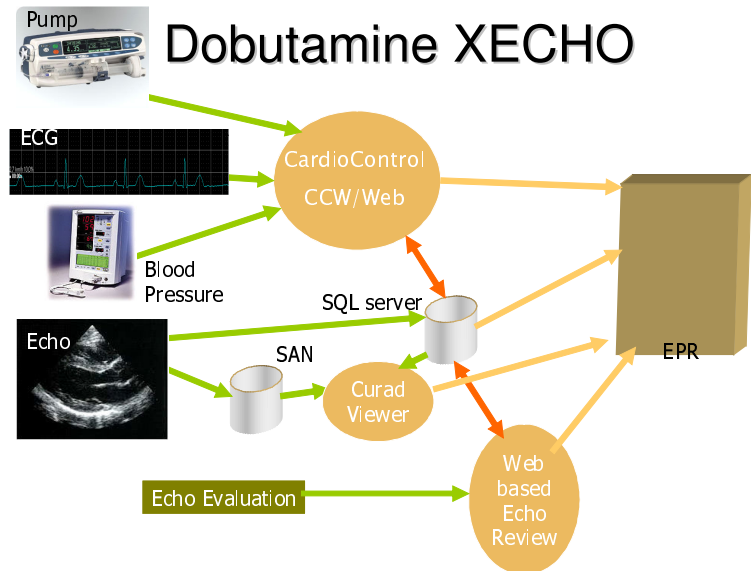 Pump
Dobutamine XECHO
ECG
CardioControl
CCW/Web
Blood
Pressure
SQL server
Echo
SAN
EPR
Curad
Viewer
Web
based
Echo
Review
Echo Evaluation